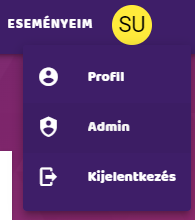 ESEMÉNYEIM SU
Profil
Admin
Kijelentkezés